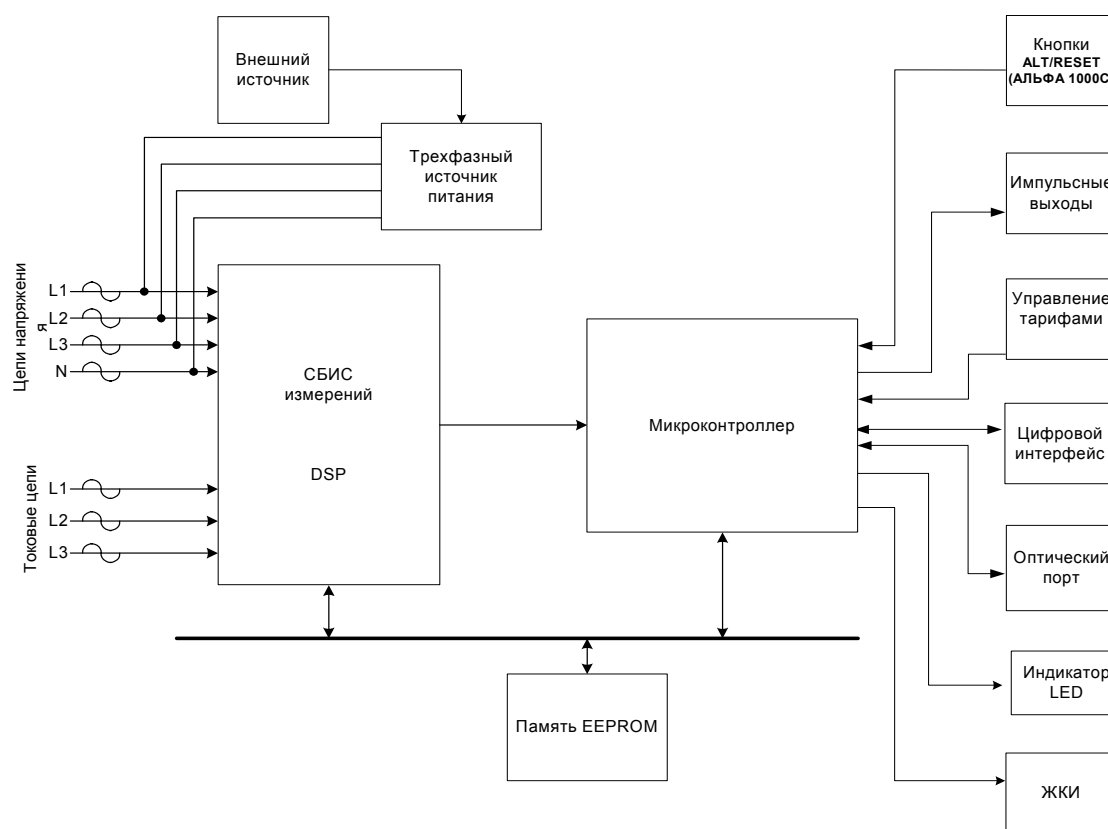 Внешний
источник
Трехфазный
источник
питания
Цепи напряжени
я
L1
L2
L3
N
Токовые цепи
L1
L2
L3
СБИС
измерений
DSP
Микроконтроллер
Память EEPROM
Кнопки
ALT/RESET
(АЛЬФА 1000С
Импульсные
выходы
Управление
тарифами
Цифровой
интерфейс
Оптический
порт
Индикатор
LED
ЖКИ